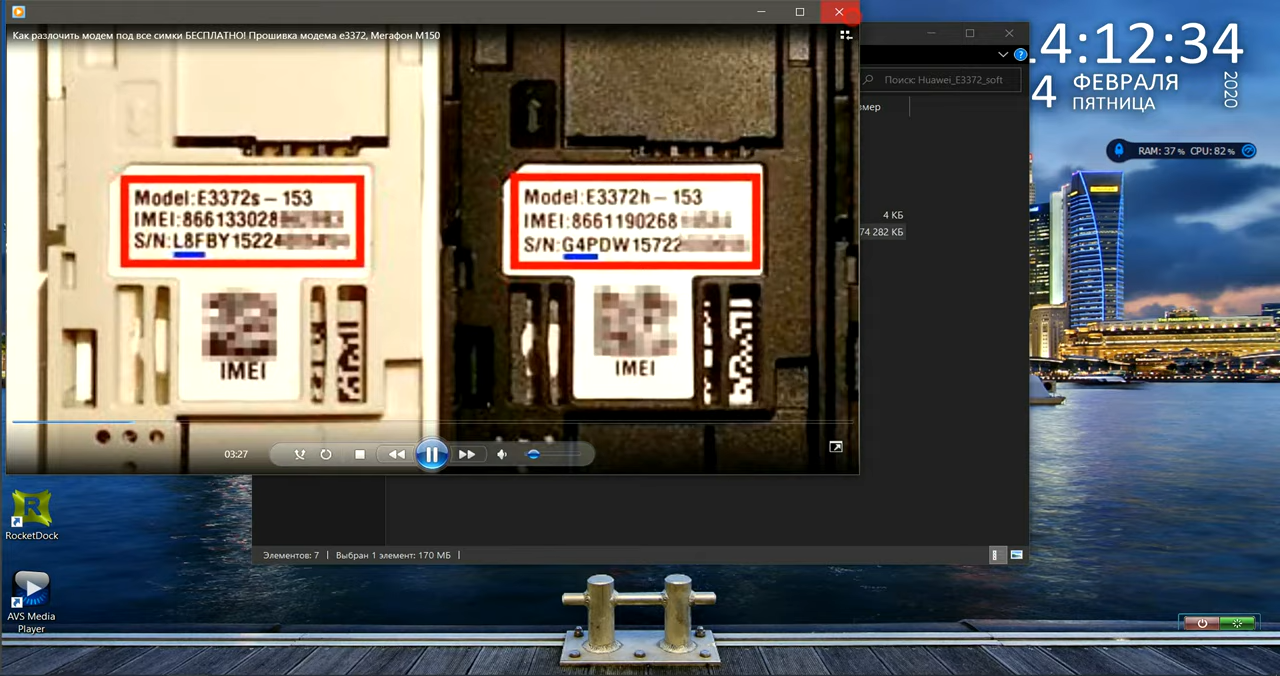 Как разлочить модем под все симки БЕСПЛАТНО! Прошивка модема e3372, Мегафон M150
Model:E3372s – 153
IMEI:866133028
S/N:L8FBY15224
IMEI
Model:E3372h – 153
IMEI:8661190268
S/N:G4PDW15722
IMEI
03:27
?
Поиск: Huawei_E3372_soft
мер
4 КБ
74 282 КБ
Элементов: 7
Выбран 1 элемент: 170 МБ
4:12:34
4
ФЕВРАЛЯ
ПЯТНИЦА
2020
RAM: 37 % CPU: 82 %
R
RocketDock
AVS Media
Player